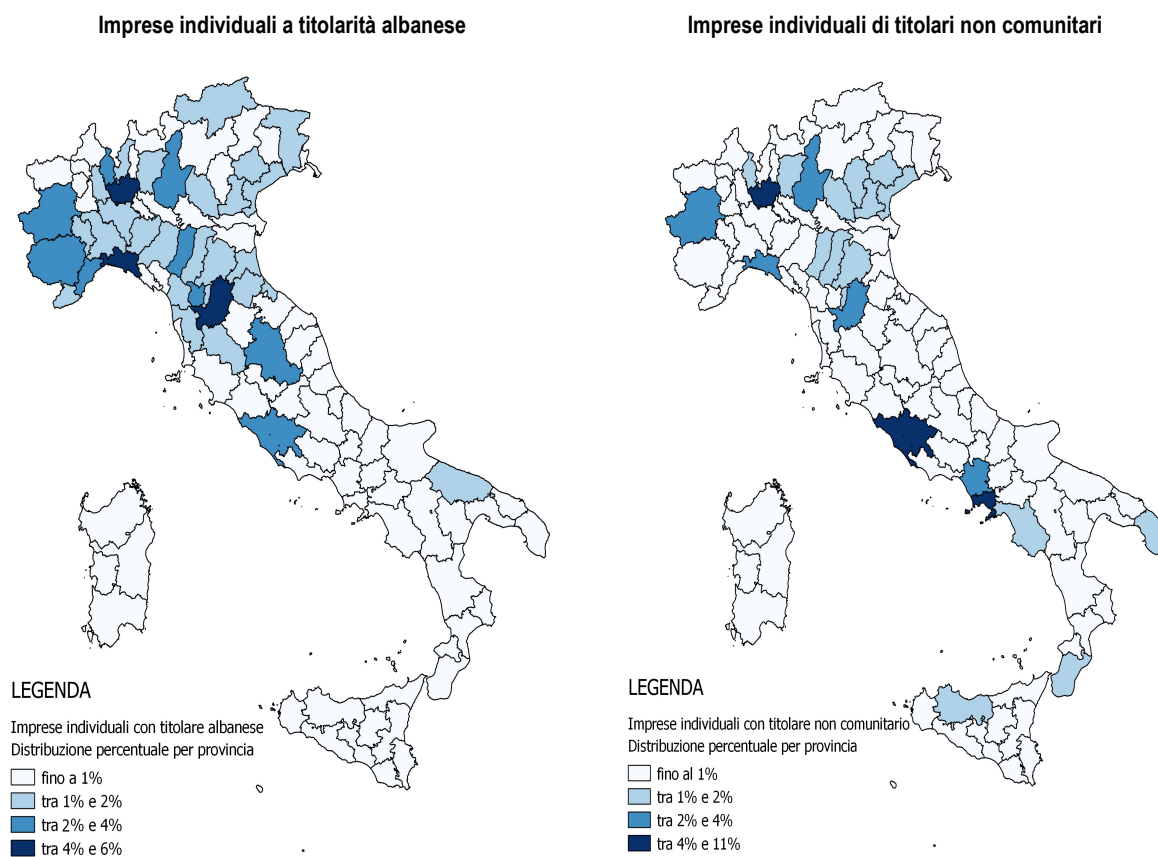 Imprese individuali a titolarità albanese
Imprese individuali di titolari non comunitari
LEGENDA
Imprese individuali con titolare albanese
Distribuzione percentuale per provincia
fino a 1%
tra 1% e 2%
tra 2% e 4%
tra 4% e 6%
LEGENDA
Imprese individuali con titolare non comunitario
Distribuzione percentuale per provincia
fino al 1%
tra 1% e 2%
tra 2% e 4%
tra 4% e 11%